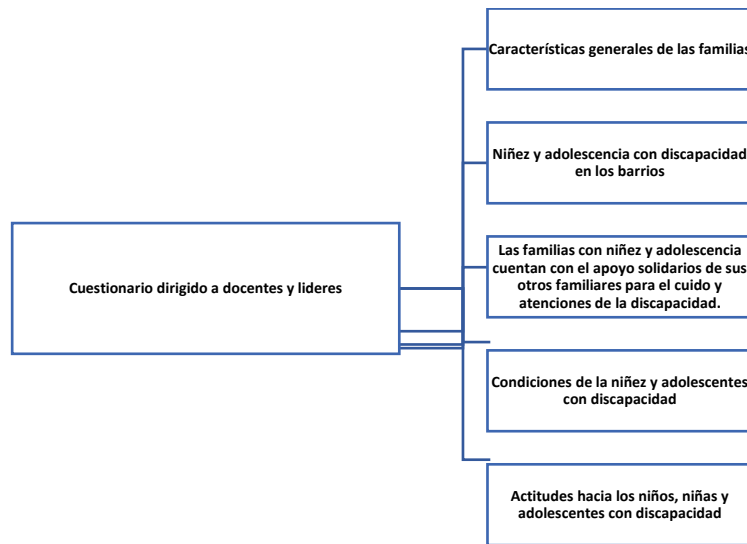 Características generales de las familias
Niñez y adolescencia con discapacidad
en los barrios
Las familias con niñez y adolescencia
cuentan con el apoyo solidarios de sus
otros familiares para el cuido y
atenciones de la discapacidad.
Cuestionario dirigido a docentes y lideres
Condiciones de la niñez y adolescentes
con discapacidad
Actitudes hacia los niños, niñas y
adolescentes con discapacidad